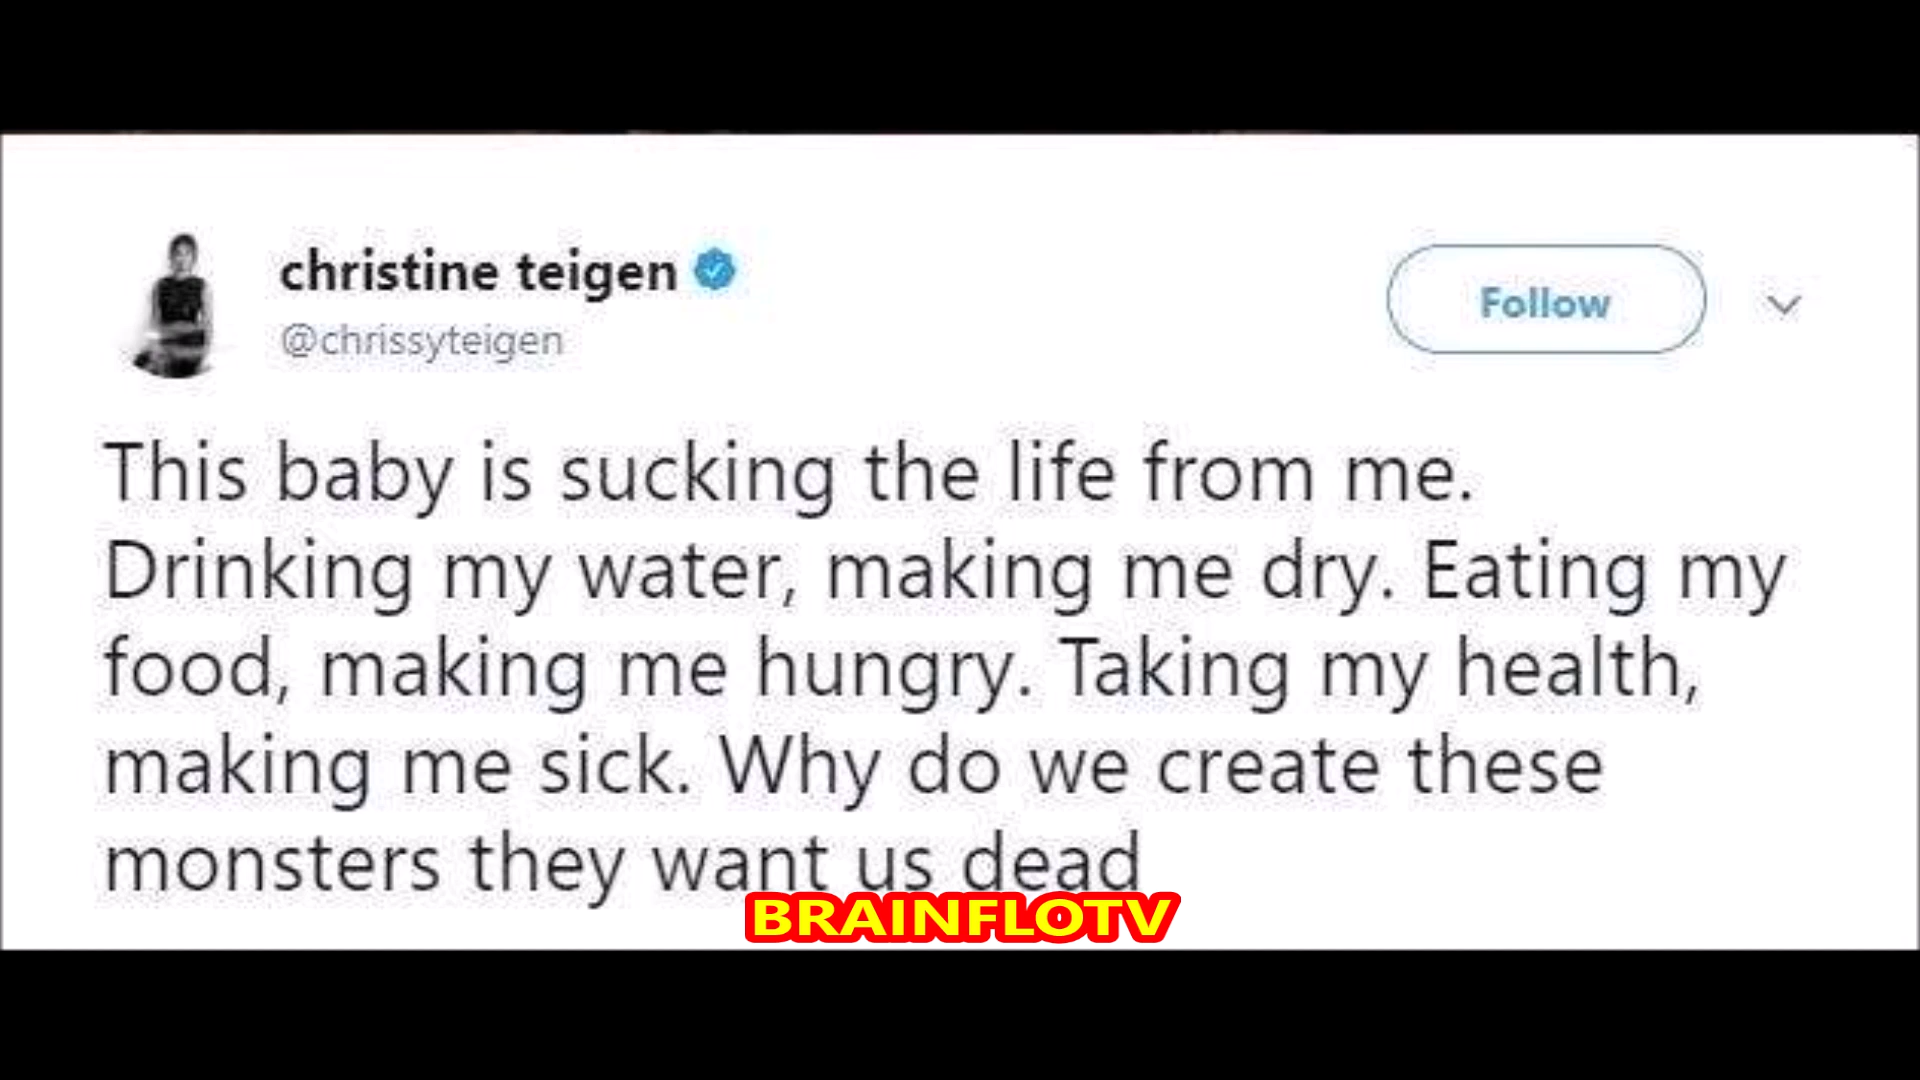 christine teigen
@chrissyteigen
Follow
This baby is sucking the life from me.
Drinking my water, making me dry. Eating my
food, making me hungry. Taking my health,
making me sick. Why do we create these
monsters they want us dead
BRAINFLOTV